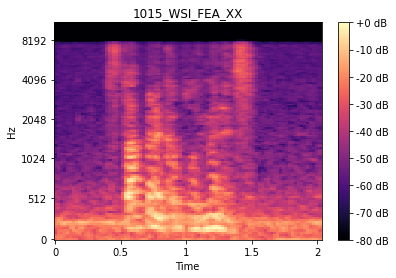 1015_WSI_FEA_XX
+0 dB
8192
-10 dB
4096
-20 dB
-30 dB
2048
Hz
-40 dB
1024
-50 dB
512
-60 dB
-70 dB
0
-80 dB
0 0.5 1 1.5 2
Time